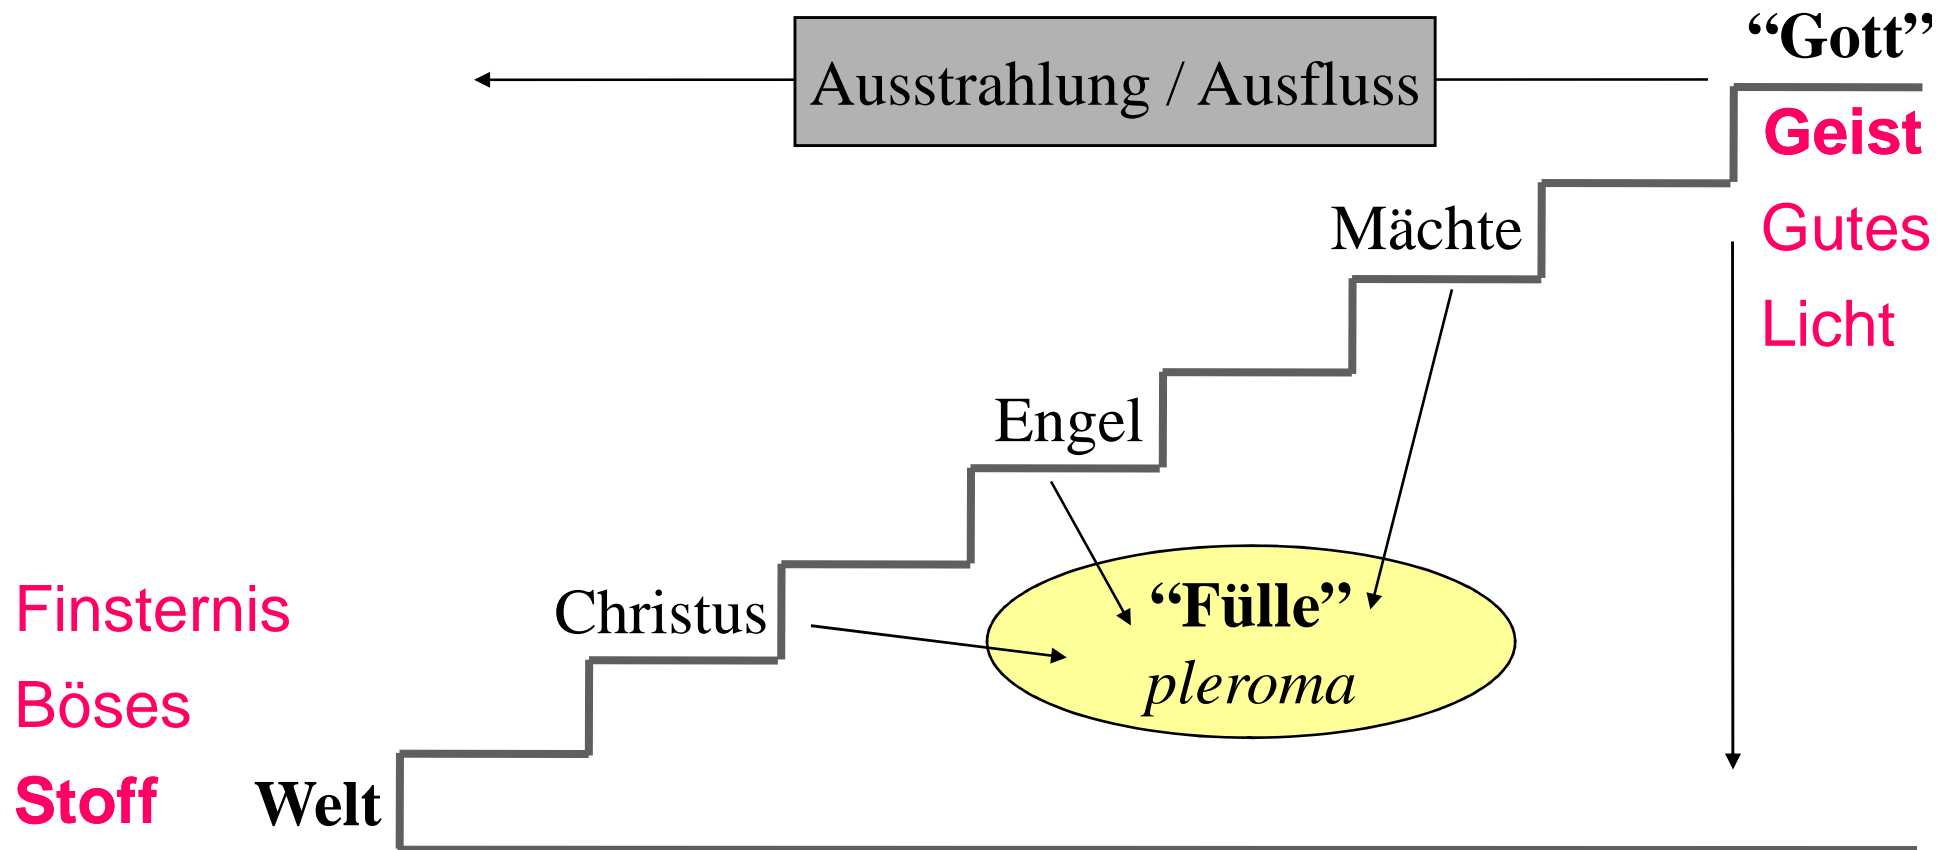 “Gott”
Ausstrahlung / Ausfluss
Geist
Mächte
Gutes
Licht
Engel
Finsternis
Christus
“Fülle”
pleroma
Böses
Stoff
Welt